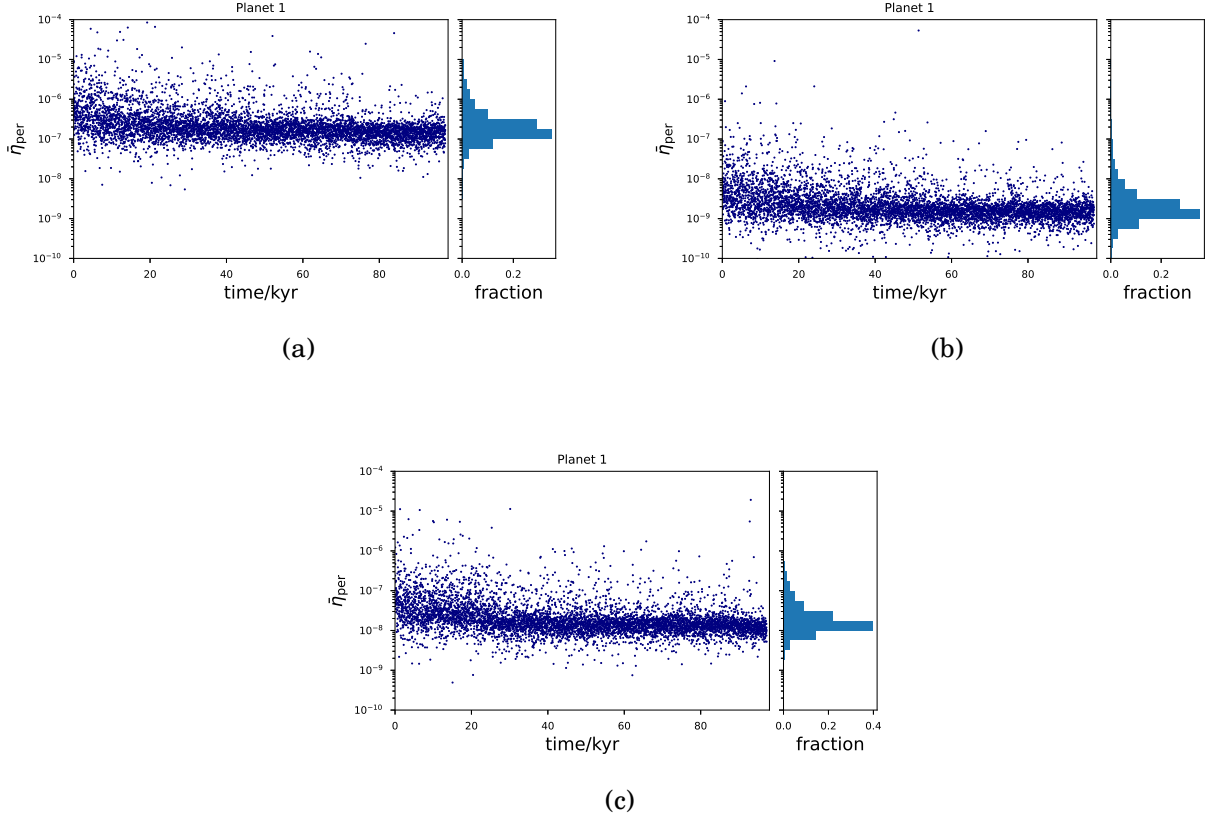 Planet 1
10⁻⁴
10⁻⁵
10⁻⁶
10⁻⁷
10⁻⁸
10⁻⁹
10⁻¹⁰
η̄per
0 20 40 60 80
time/kyr
0.0 0.2
fraction
(a)
Planet 1
10⁻⁴
10⁻⁵
10⁻⁶
10⁻⁷
10⁻⁸
10⁻⁹
10⁻¹⁰
η̄per
0 20 40 60 80
time/kyr
0.0 0.2
fraction
(b)
Planet 1
10⁻⁴
10⁻⁵
10⁻⁶
10⁻⁷
10⁻⁸
10⁻⁹
10⁻¹⁰
η̄per
0 20 40 60 80
time/kyr
0.0 0.2 0.4
fraction
(c)